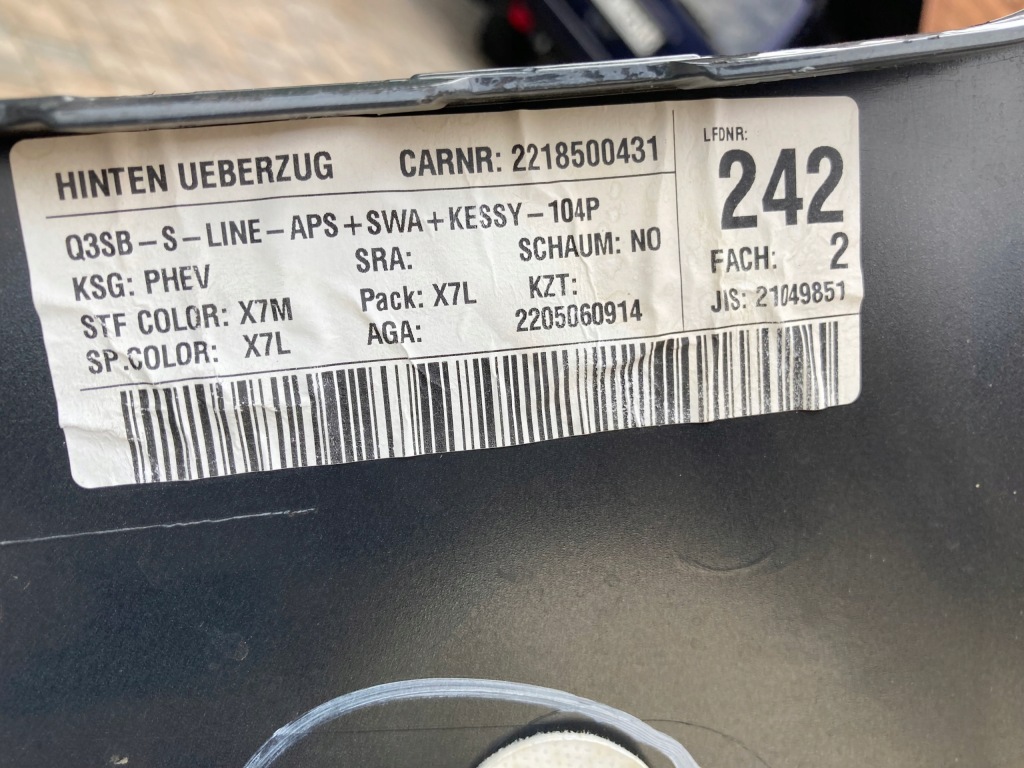 HINTEN UEBERZUG CARNR: 2218500431
Q3SB-S-LINE-APS+SWA+KESSY-104P
KSG: PHEV SRA: SCHAUM: NO
STF COLOR: X7M Pack: X7L KZT:
SP.COLOR: X7L AGA: 2205060914
LFDNR:
242
FACH: 2
JIS: 21049851